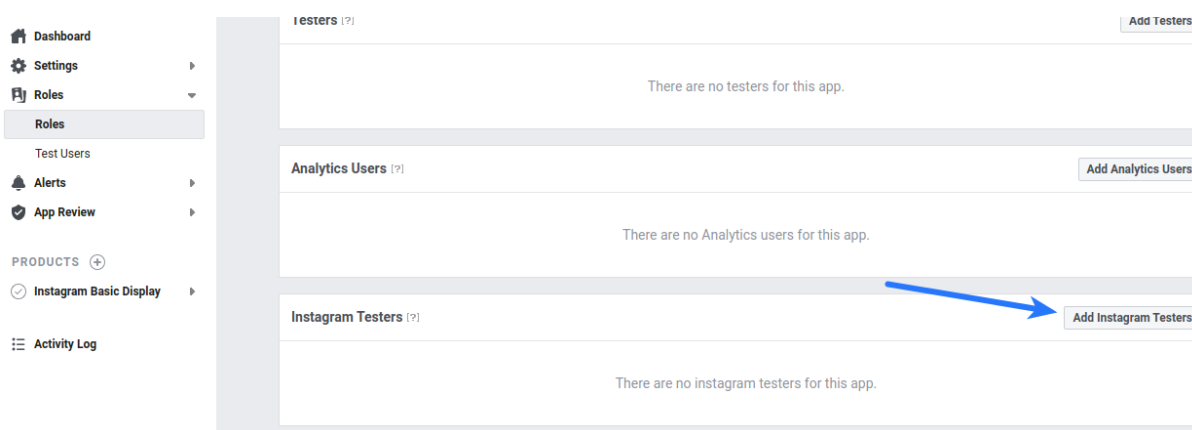 Dashboard
Settings
Roles
Roles
Test Users
Alerts
App Review
PRODUCTS
Instagram Basic Display
Activity Log
Testers [?]
Add Testers
There are no testers for this app.
Analytics Users [?]
Add Analytics Users
There are no Analytics users for this app.
Instagram Testers [?]
Add Instagram Testers
There are no instagram testers for this app.